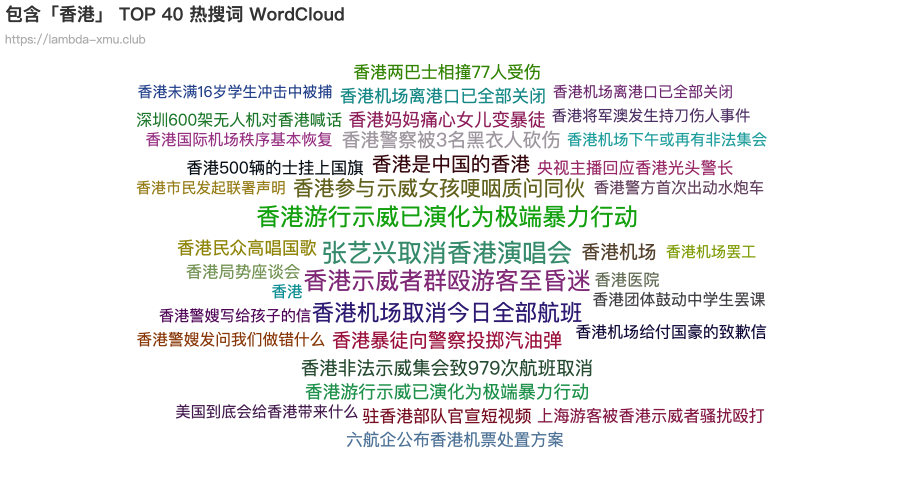 包含「香港」 TOP 40 热搜词 WordCloud
https://lambda-xmu.club
香港两巴士相撞77人受伤
香港未满16岁学生冲击中被捕
香港机场离港口已全部关闭
香港机场离港口已全部关闭
深圳600架无人机对香港喊话
香港妈妈痛心女儿变暴徒
香港将军澳发生持刀伤人事件
香港国际机场秩序基本恢复
香港警察被3名黑衣人砍伤
香港机场下午或再有非法集会
香港500辆的士挂上国旗
香港是中国的香港
央视主播回应香港光头警长
香港市民发起联署声明
香港参与示威女孩哽咽质问同伙
香港警方首次出动水炮车
香港游行示威已演化为极端暴力行动
香港民众高唱国歌
张艺兴取消香港演唱会
香港机场
香港机场罢工
香港局势座谈会
香港示威者群殴游客至昏迷
香港医院
香港
香港团体鼓动中学生罢课
香港警嫂写给孩子的信
香港机场取消今日全部航班
香港机场给付国豪的致歉信
香港警嫂发问我们做错什么
香港暴徒向警察投掷汽油弹
香港非法示威集会致979次航班取消
香港游行示威已演化为极端暴力行动
美国到底会给香港带来什么
驻香港部队官宣短视频
上海游客被香港示威者骚扰殴打
六航企公布香港机票处置方案